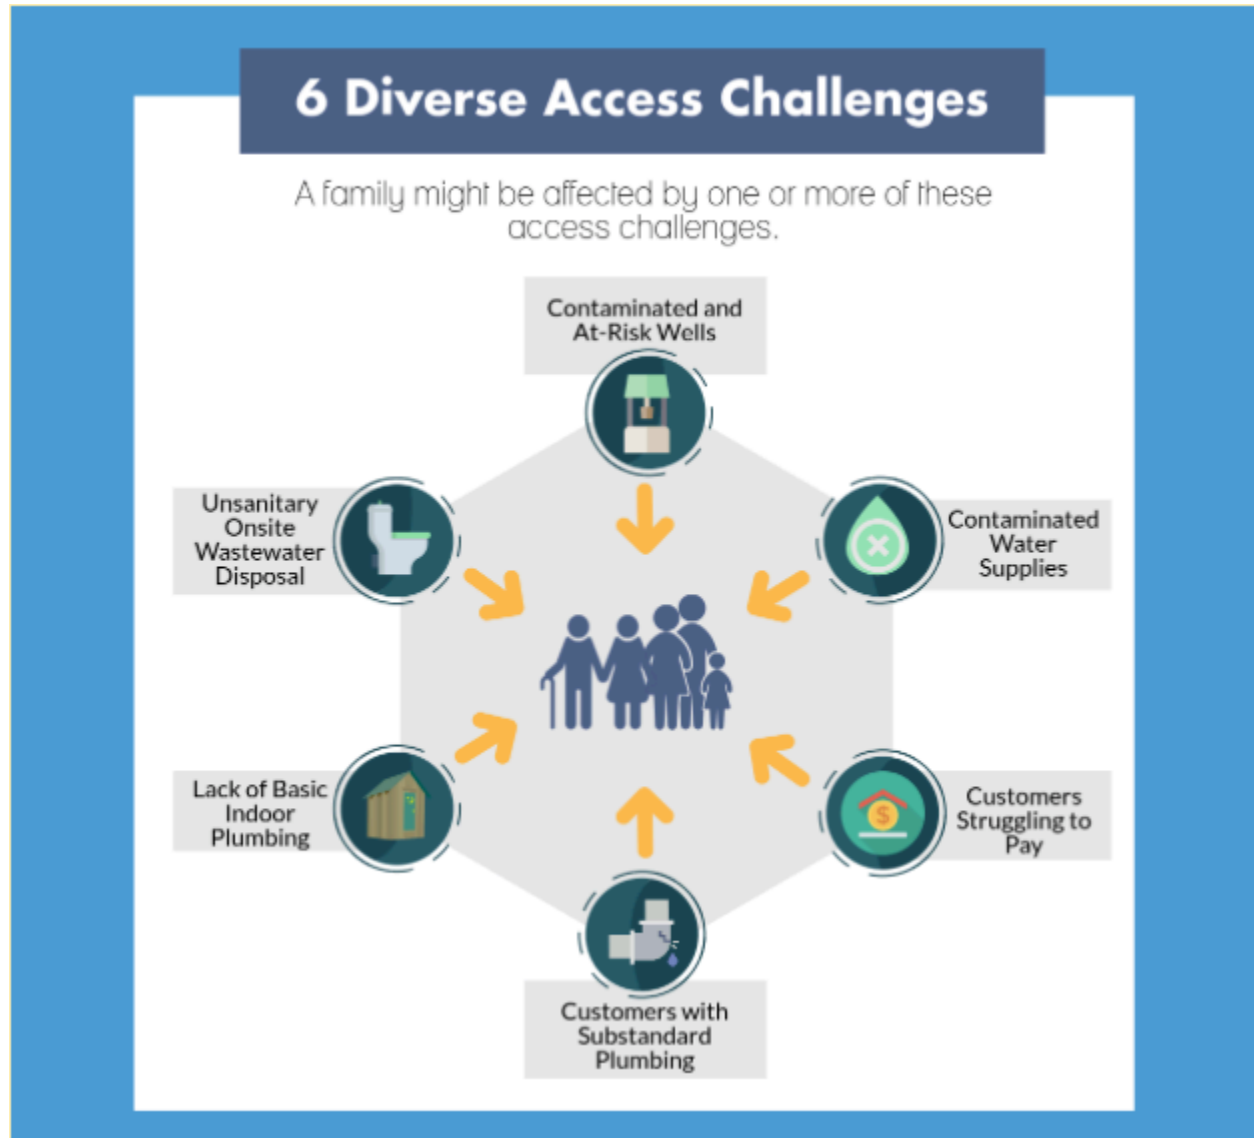 6 Diverse Access Challenges
A family might be affected by one or more of these
access challenges.
Contaminated and
At-Risk Wells
Unsanitary
Onsite
Wastewater
Disposal
Contaminated
Water
Supplies
Lack of Basic
Indoor
Plumbing
Customers
Struggling to
Pay
Customers with
Substandard
Plumbing
$